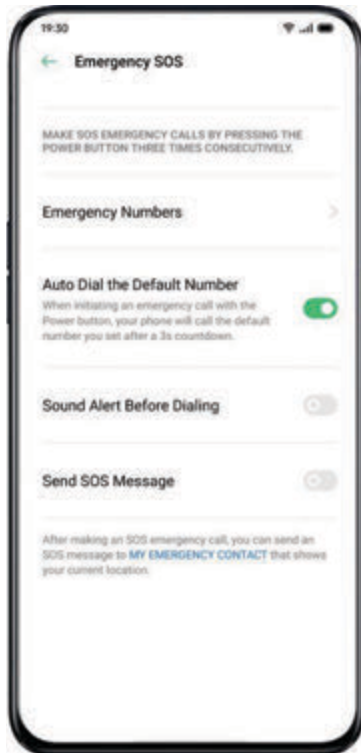 19:30
Emergency SOS
MAKE SOS EMERGENCY CALLS BY PRESSING THE
POWER BUTTON THREE TIMES CONSECUTIVELY.
Emergency Numbers
Auto Dial the Default Number
When initiating an emergency call with the
Power button, your phone will call the default
number you set after a 3s countdown.
Sound Alert Before Dialing
Send SOS Message
After making an SOS emergency call, you can send an
SOS message to MY EMERGENCY CONTACT that shows
your current location.